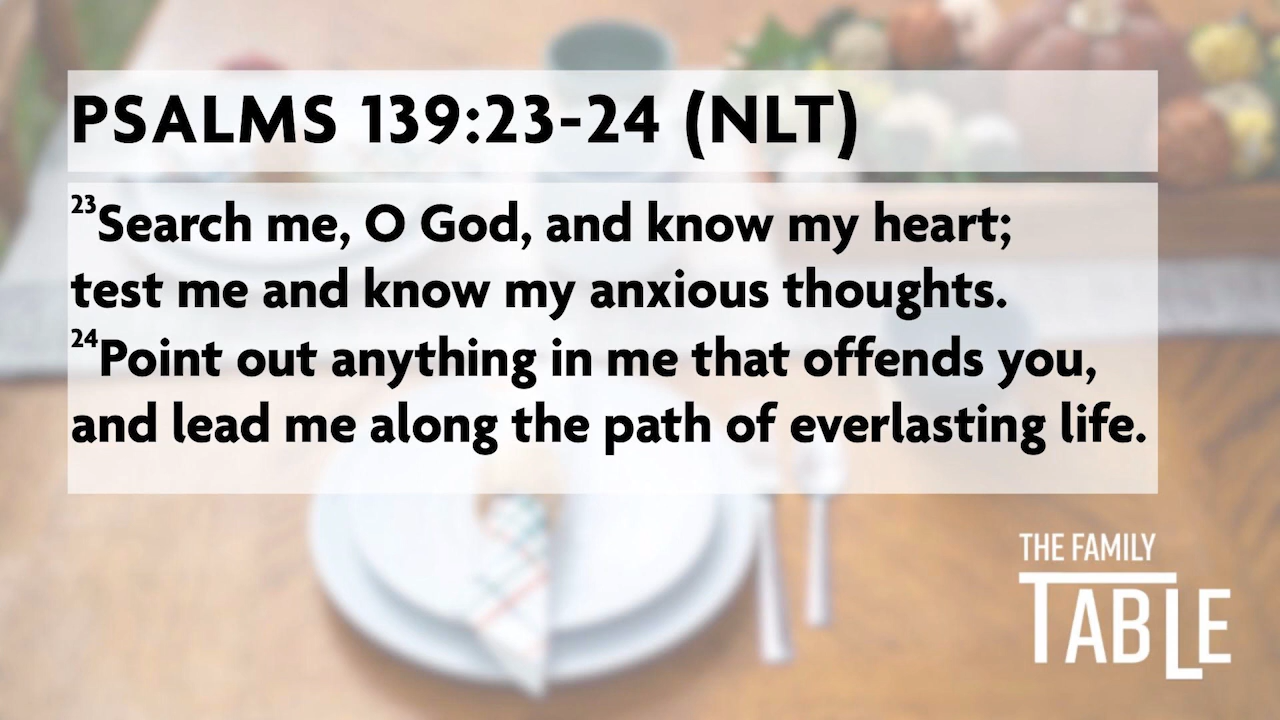 PSALMS 139:23-24 (NLT)
23Search me, O God, and know my heart;
test me and know my anxious thoughts.
24Point out anything in me that offends you,
and lead me along the path of everlasting life.
THE FAMILY
TABLE